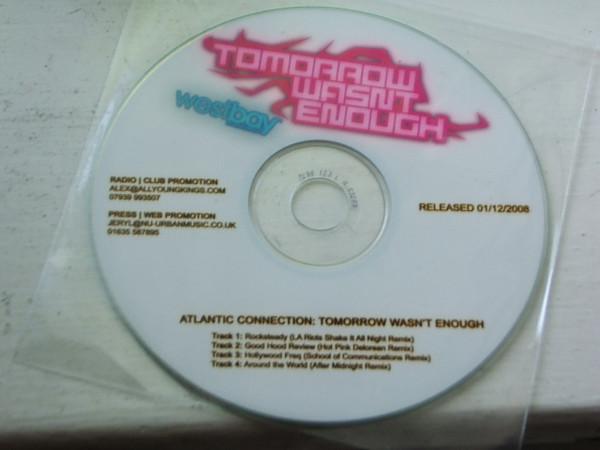 TOMORROW
WASN'T
ENOUGH
westbay
RADIO | CLUB PROMOTION
ALEX@ALLYOUNGKINGS.COM
07939 993507
PRESS | WEB PROMOTION
JERYL@NU-URBANMUSIC.CO.UK
01635 587895
RELEASED 01/12/2008
ATLANTIC CONNECTION: TOMORROW WASN'T ENOUGH
Track 1: Rocksteady (LA Riots Shake It All Night Remix)
Track 2: Good Hood Review (Hot Pink Delorean Remix)
Track 3: Hollywood Freq (School of Communications Remix)
Track 4: Around the World (After Midnight Remix)